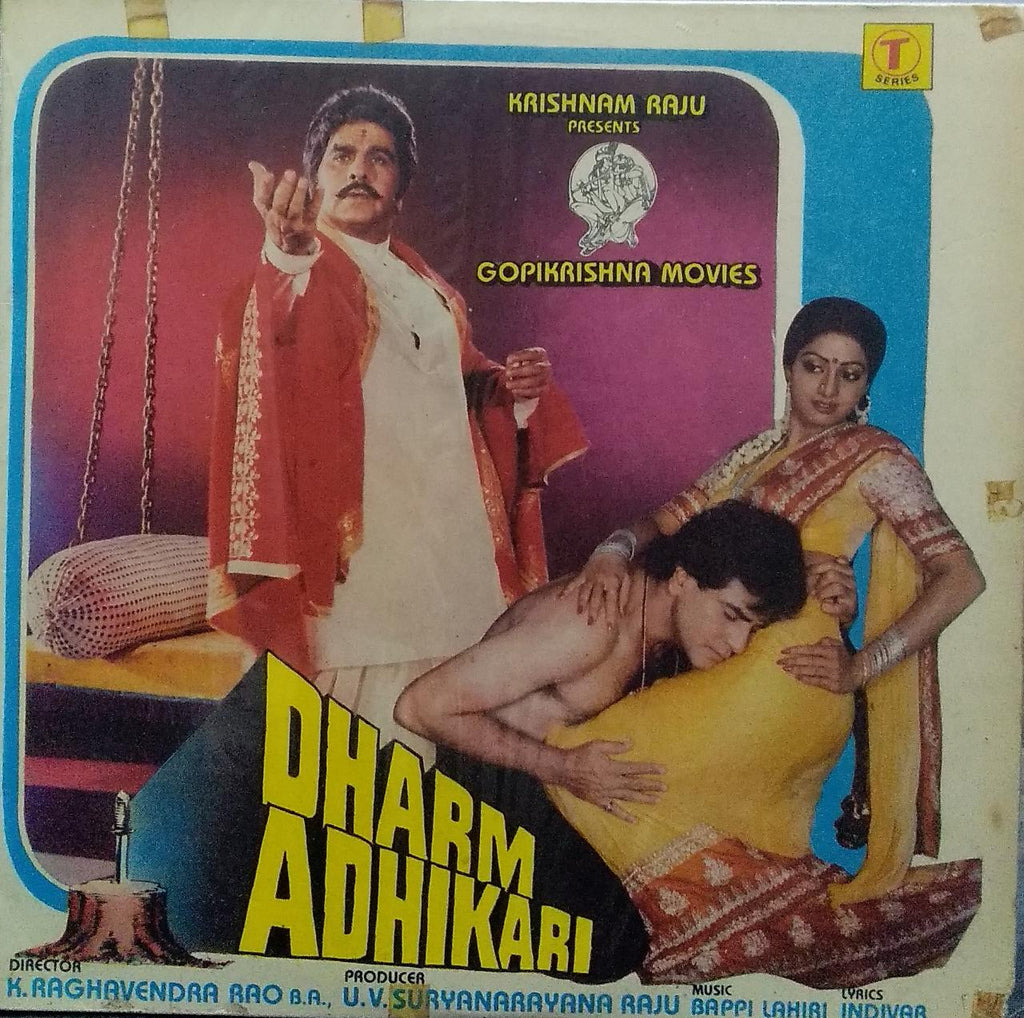 T
SERIES
KRISHNAM RAJU
PRESENTS
GOPIKRISHNA MOVIES
DHARM
ADHIKARI
DIRECTOR
K. RAGHAVENDRA RAO B.A.,
PRODUCER
U.V. SURYANARAYANA RAJU
MUSIC
BAPPI LAHIRI
LYRICS
INDIVAR